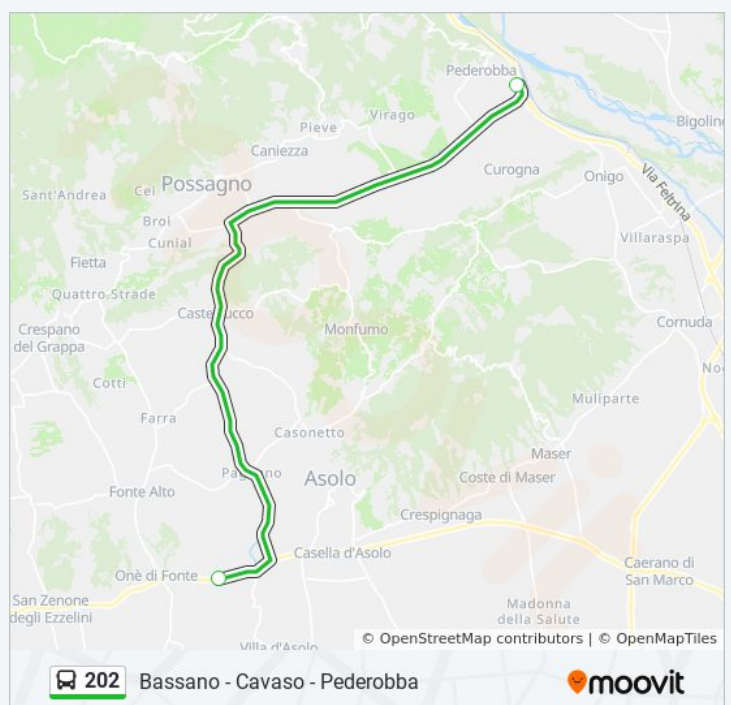 Pederobba
Bigolino
Virago
Pieve
Caniezza
Curogna
Onigo
Via Feltrina
Sant'Andrea
Cei
Possagno
Broi
Cunial
Villaraspa
Fietta
Quattro Strade
Crespano
del Grappa
Monfumo
Cornuda
Cotti
Muliparte
Farra
Casonetto
Maser
Asolo
Coste di Maser
Fonte Alto
Crespignaga
Casella d'Asolo
Onè di Fonte
Caerano di
San Marco
San Zenone
degli Ezzelini
Madonna
della Salute
Villa d'Asolo
© OpenStreetMap contributors | © OpenMapTiles
202 Bassano - Cavaso - Pederobba
moovit